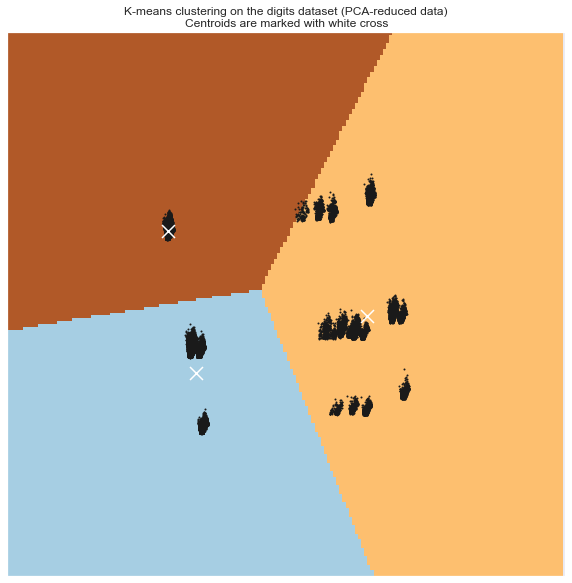 K-means clustering on the digits dataset (PCA-reduced data)
Centroids are marked with white cross